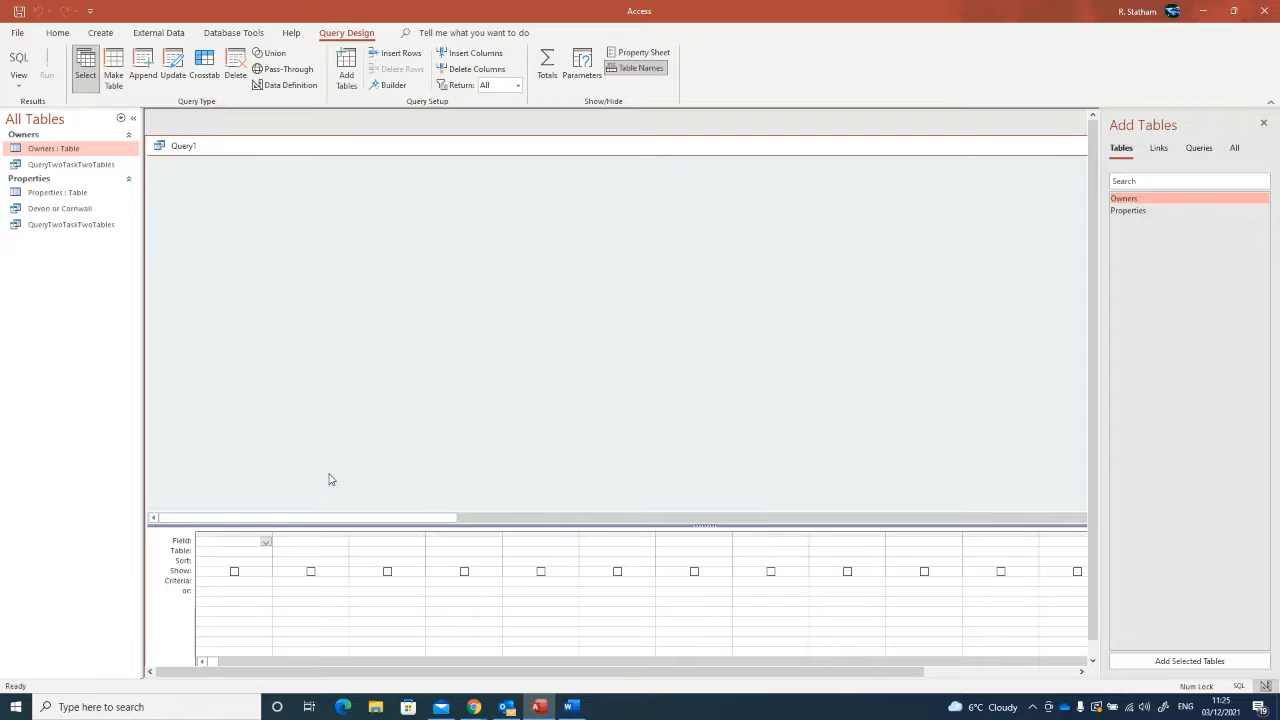 Access
R. Statham
File Home Create External Data Database Tools Help Query Design Tell me what you want to do
SQL
View
Run
Results
Select
Make Table
Append
Update
Crosstab
Delete
Union
Pass-Through
Data Definition
Query Type
Add Tables
Insert Rows
Delete Rows
Builder
Insert Columns
Delete Columns
Return: All
Query Setup
Totals
Parameters
Property Sheet
Table Names
Show/Hide
All Tables
Owners
Owners : Table
QueryTwoTaskTwoTables
Properties
Properties : Table
Devon or Cornwall
QueryTwoTaskTwoTables
Query1
Field:
Table:
Sort:
Show:
Criteria:
or:
Add Tables
Tables Links Queries All
Search
Owners
Properties
Add Selected Tables
Ready
Num Lock SQL
Type here to search
6°C Cloudy
ENG
11:25
03/12/2021